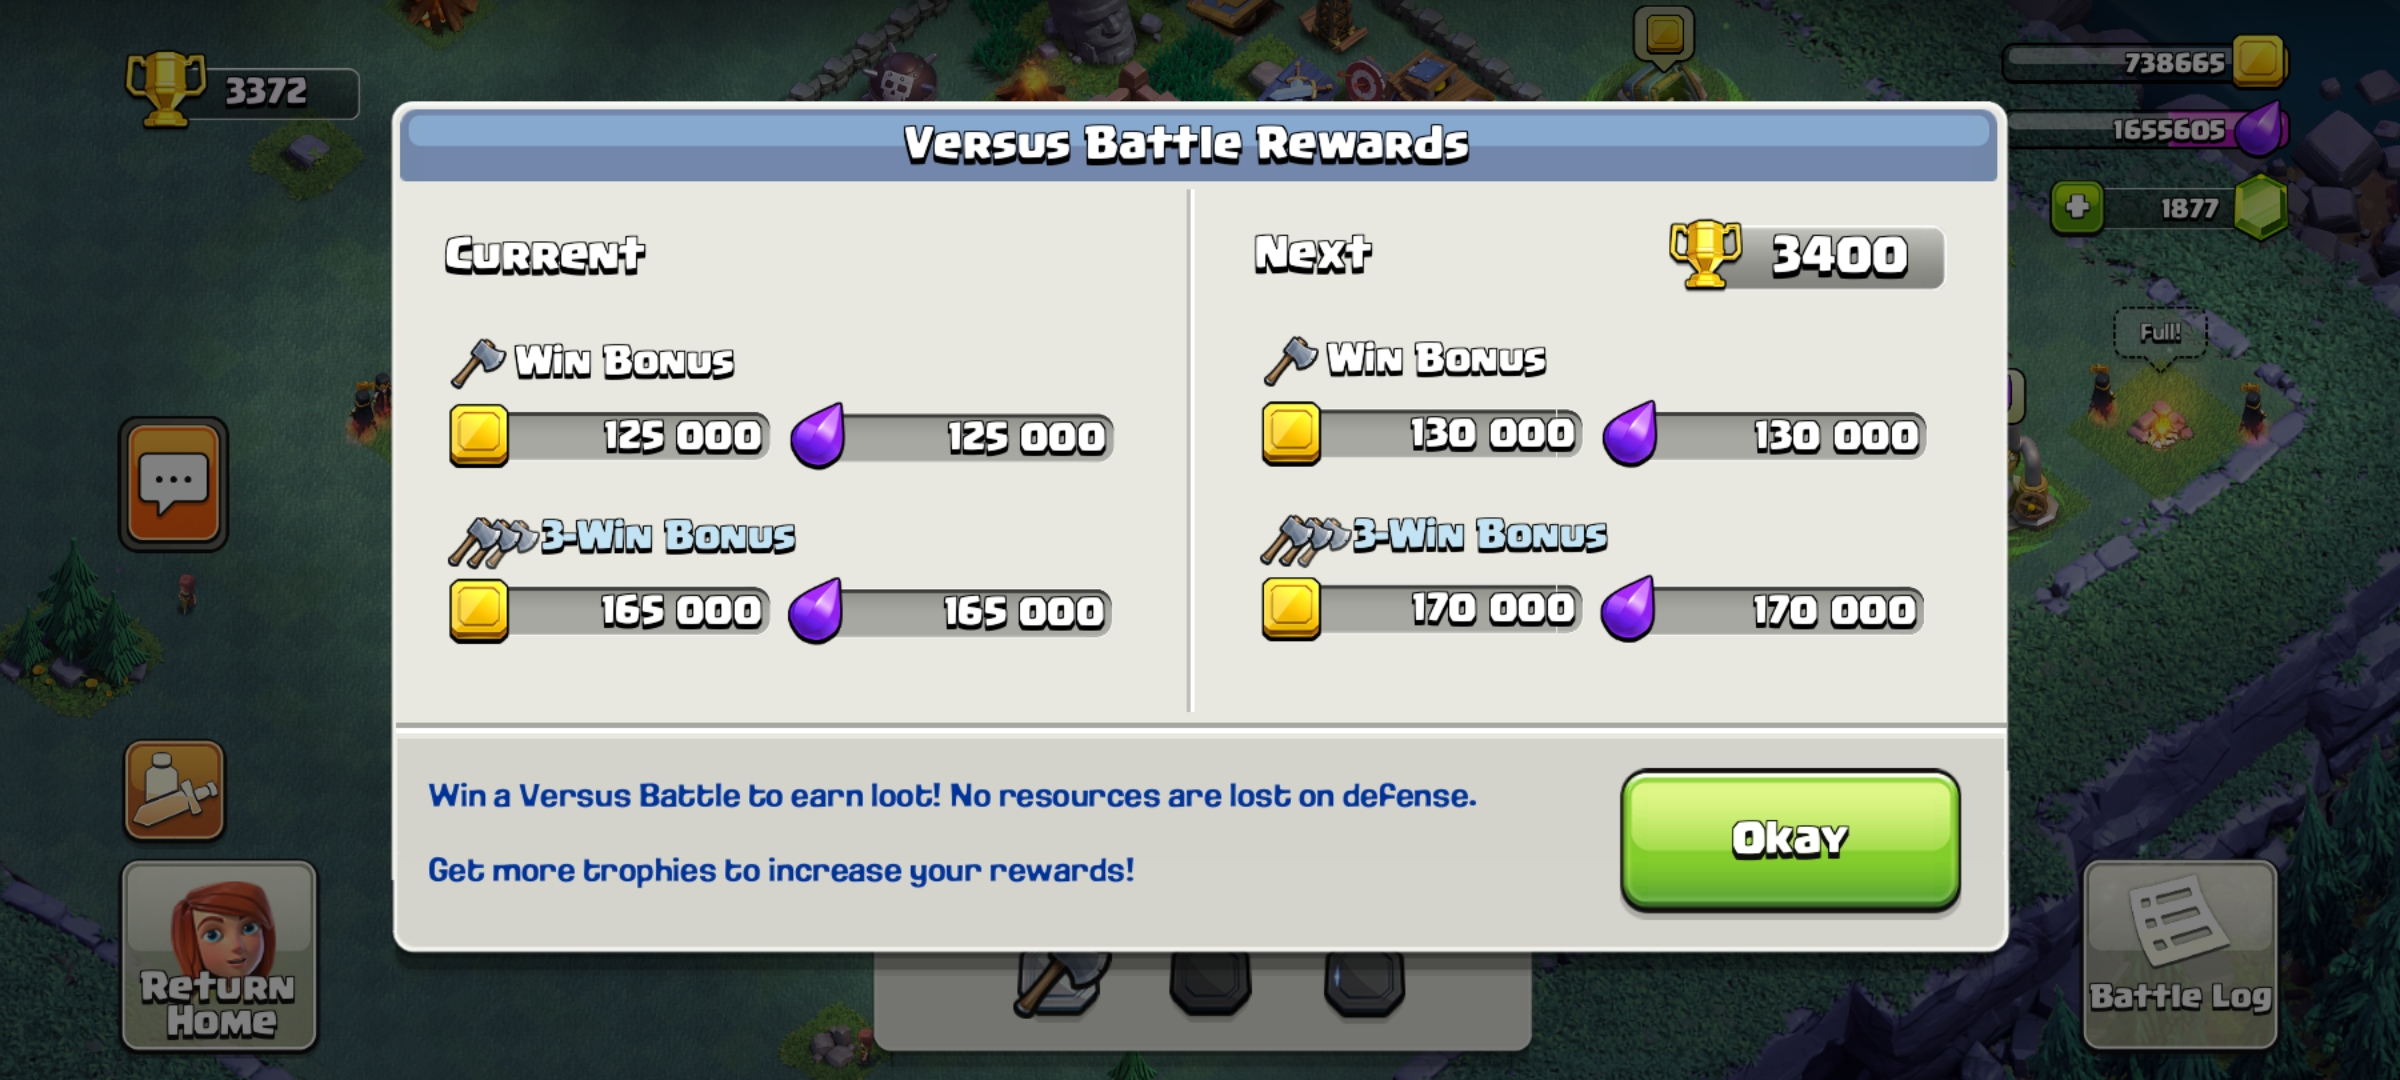 3372
738665
1655605
1877
Versus Battle Rewards
Current
Win Bonus
125 000
125 000
3-Win Bonus
165 000
165 000
Next
3400
Win Bonus
130 000
130 000
3-Win Bonus
170 000
170 000
Full!
Win a Versus Battle to earn loot! No resources are lost on defense.
Get more trophies to increase your rewards!
Okay
Return
Home
Battle Log